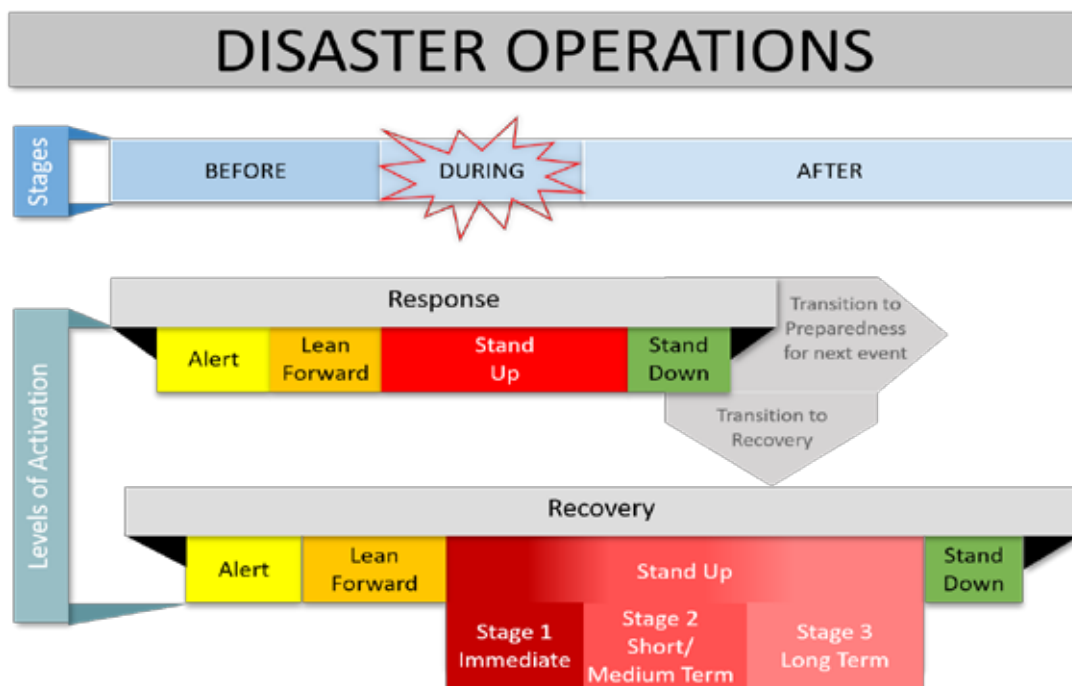 DISASTER OPERATIONS
Stages
BEFORE
DURING
AFTER
Levels of Activation
Response
Alert
Lean
Forward
Stand
Up
Stand
Down
Transition to
Preparedness
for next event
Transition to
Recovery
Recovery
Alert
Lean
Forward
Stand Up
Stand
Down
Stage 1
Immediate
Stage 2
Short/
Medium Term
Stage 3
Long Term